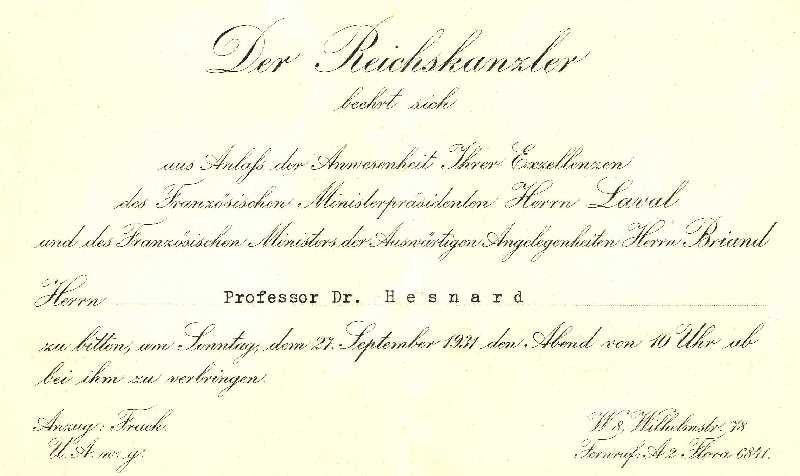 Der Reichskanzler
beehrt sich
aus Anlaß der Anwesenheit Ihrer Exzellenzen
des Französischen Ministerpräsidenten Herrn Laval
und des Französischen Ministers der Auswärtigen Angelegenheiten Herrn Briand
Herrn Professor Dr. Hesnard
zu bitten, am Sonntag, dem 27. September 1931 den Abend von 10 Uhr ab
bei ihm zu verbringen.
Anzug: Frack. W 8, Wilhelmstr. 78
U. A. w. g. Fernruf: A 2 Flora 6841.